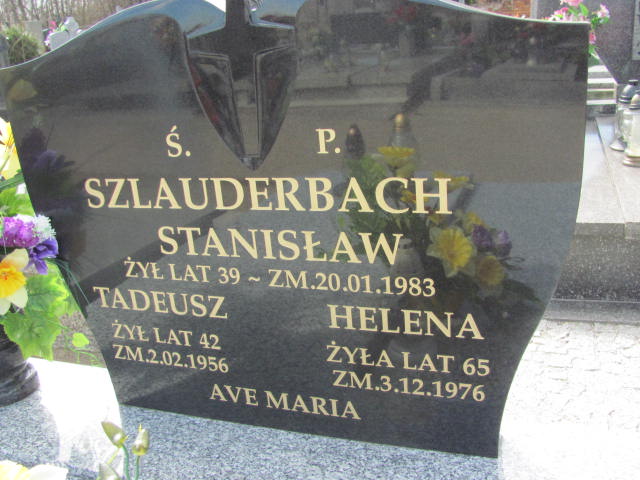 Ś. P.
SZLAUDERBACH
STANISŁAW
ŻYŁ LAT 39 ~ ZM.20.01.1983
TADEUSZ
ŻYŁ LAT 42
ZM.2.02.1956
HELENA
ŻYŁA LAT 65
ZM.3.12.1976
AVE MARIA